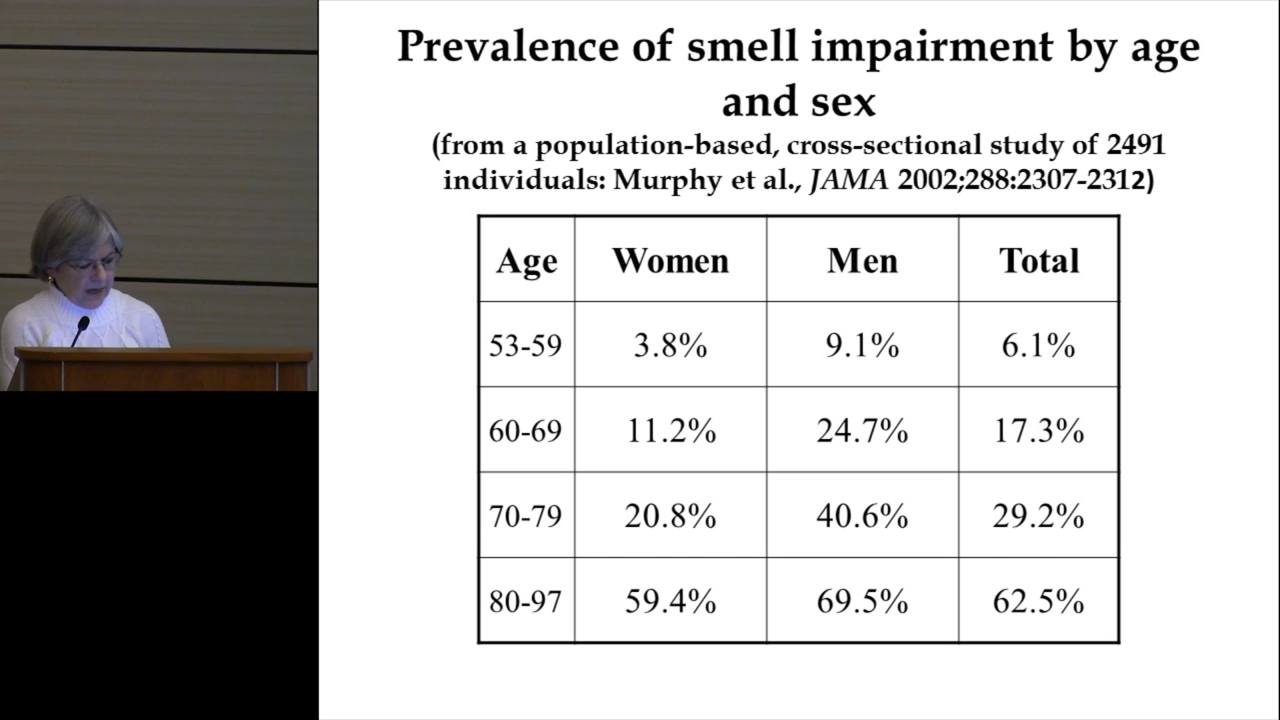 Prevalence of smell impairment by age
and sex
(from a population-based, cross-sectional study of 2491
individuals: Murphy et al., JAMA 2002;288:2307-2312)
Age Women Men Total
53-59 3.8% 9.1% 6.1%
60-69 11.2% 24.7% 17.3%
70-79 20.8% 40.6% 29.2%
80-97 59.4% 69.5% 62.5%